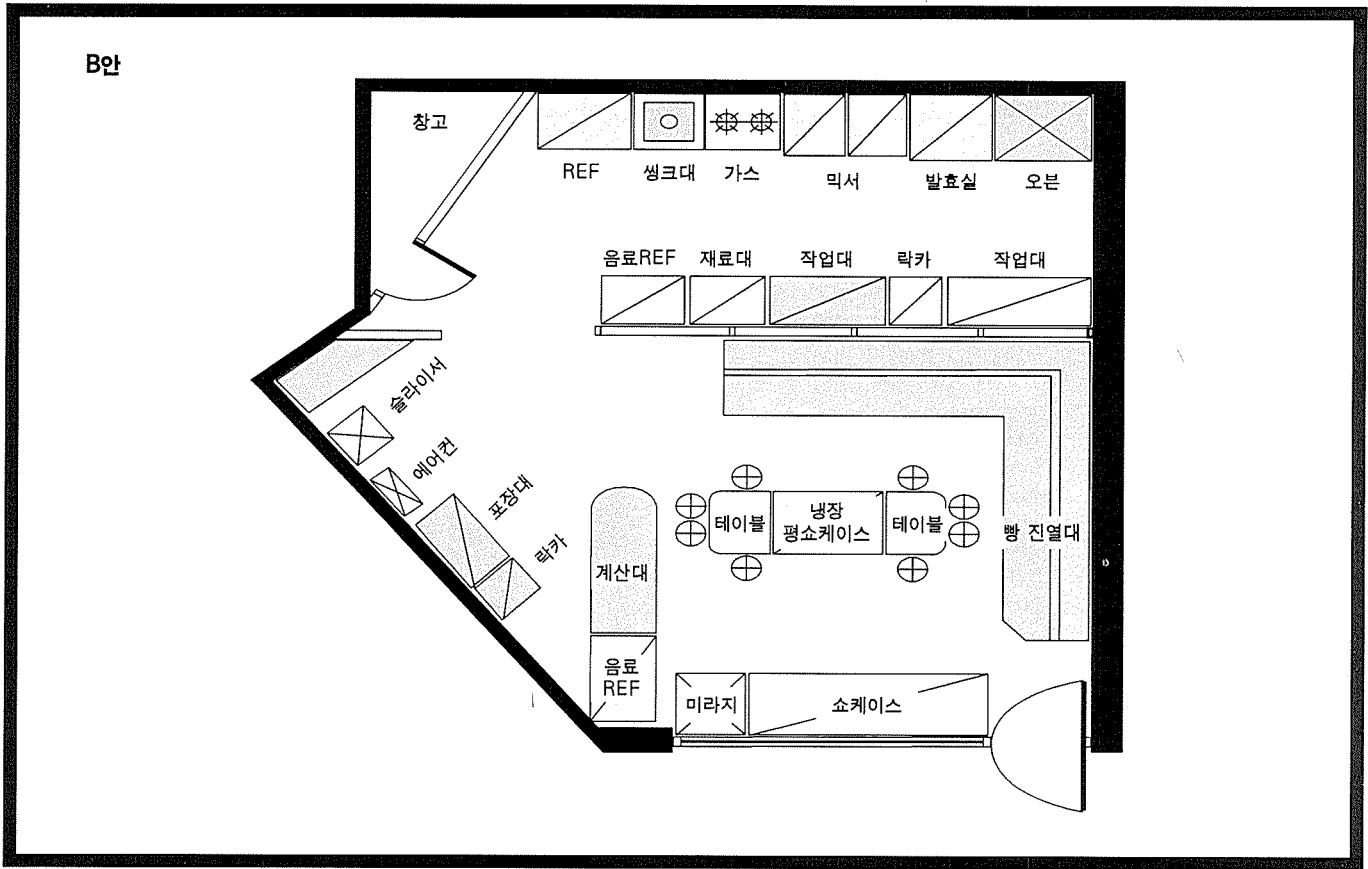 B안
창고
REF
씽크대
가스
믹서
발효실
오븐
음료REF
재료대
작업대
락카
작업대
슬라이서
에어컨
포장대
락카
계산대
음료
REF
테이블
냉장
평쇼케이스
테이블
빵 진열대
미라지
쇼케이스